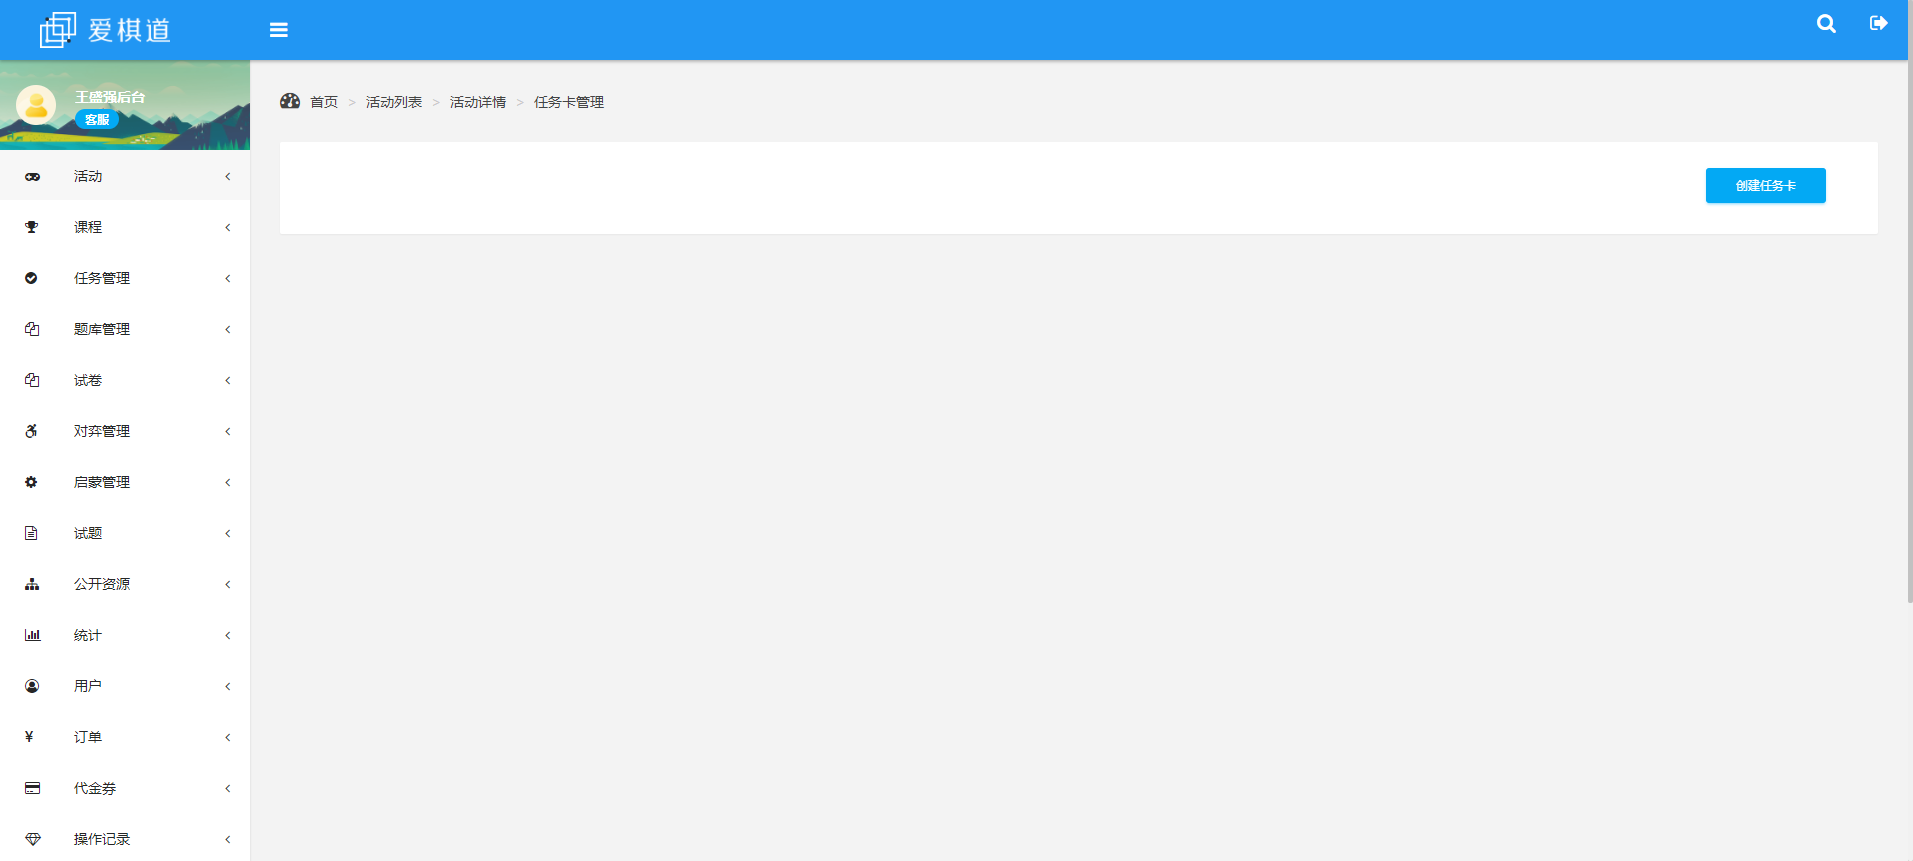 爱棋道
王盛强后台
客服
首页 > 活动列表 > 活动详情 > 任务卡管理
创建任务卡
活动
课程
任务管理
题库管理
试卷
对弈管理
启蒙管理
试题
公开资源
统计
用户
订单
代金券
操作记录